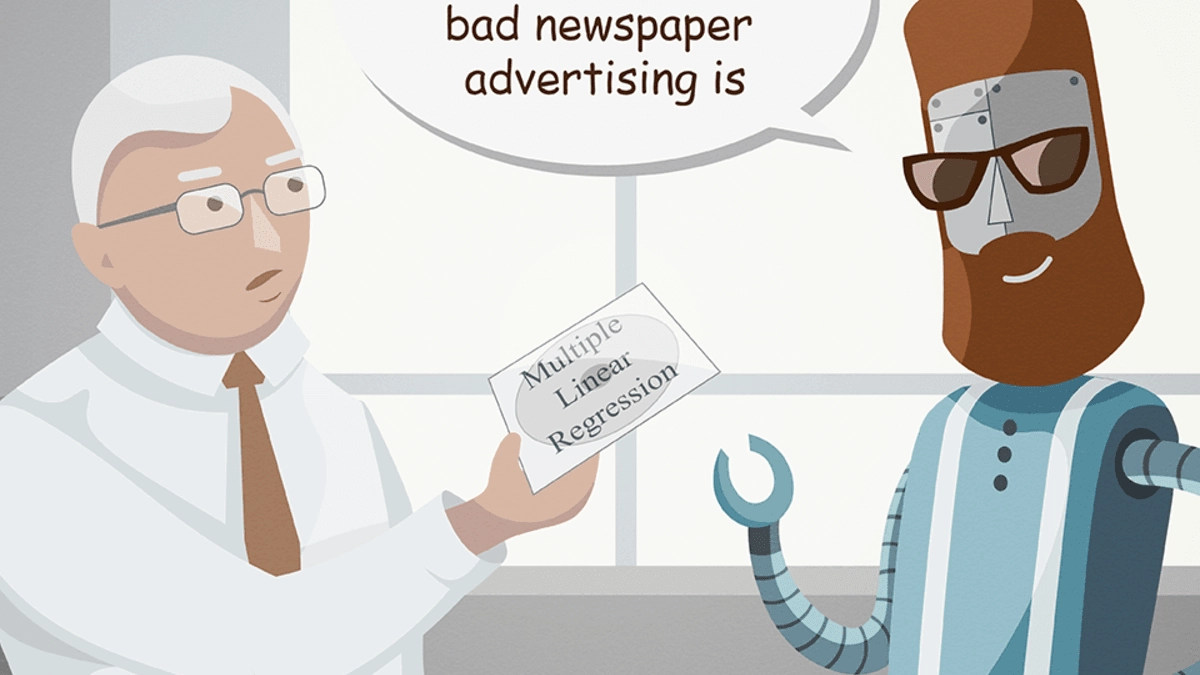 bad newspaper
advertising is
Multiple
Linear
Regression